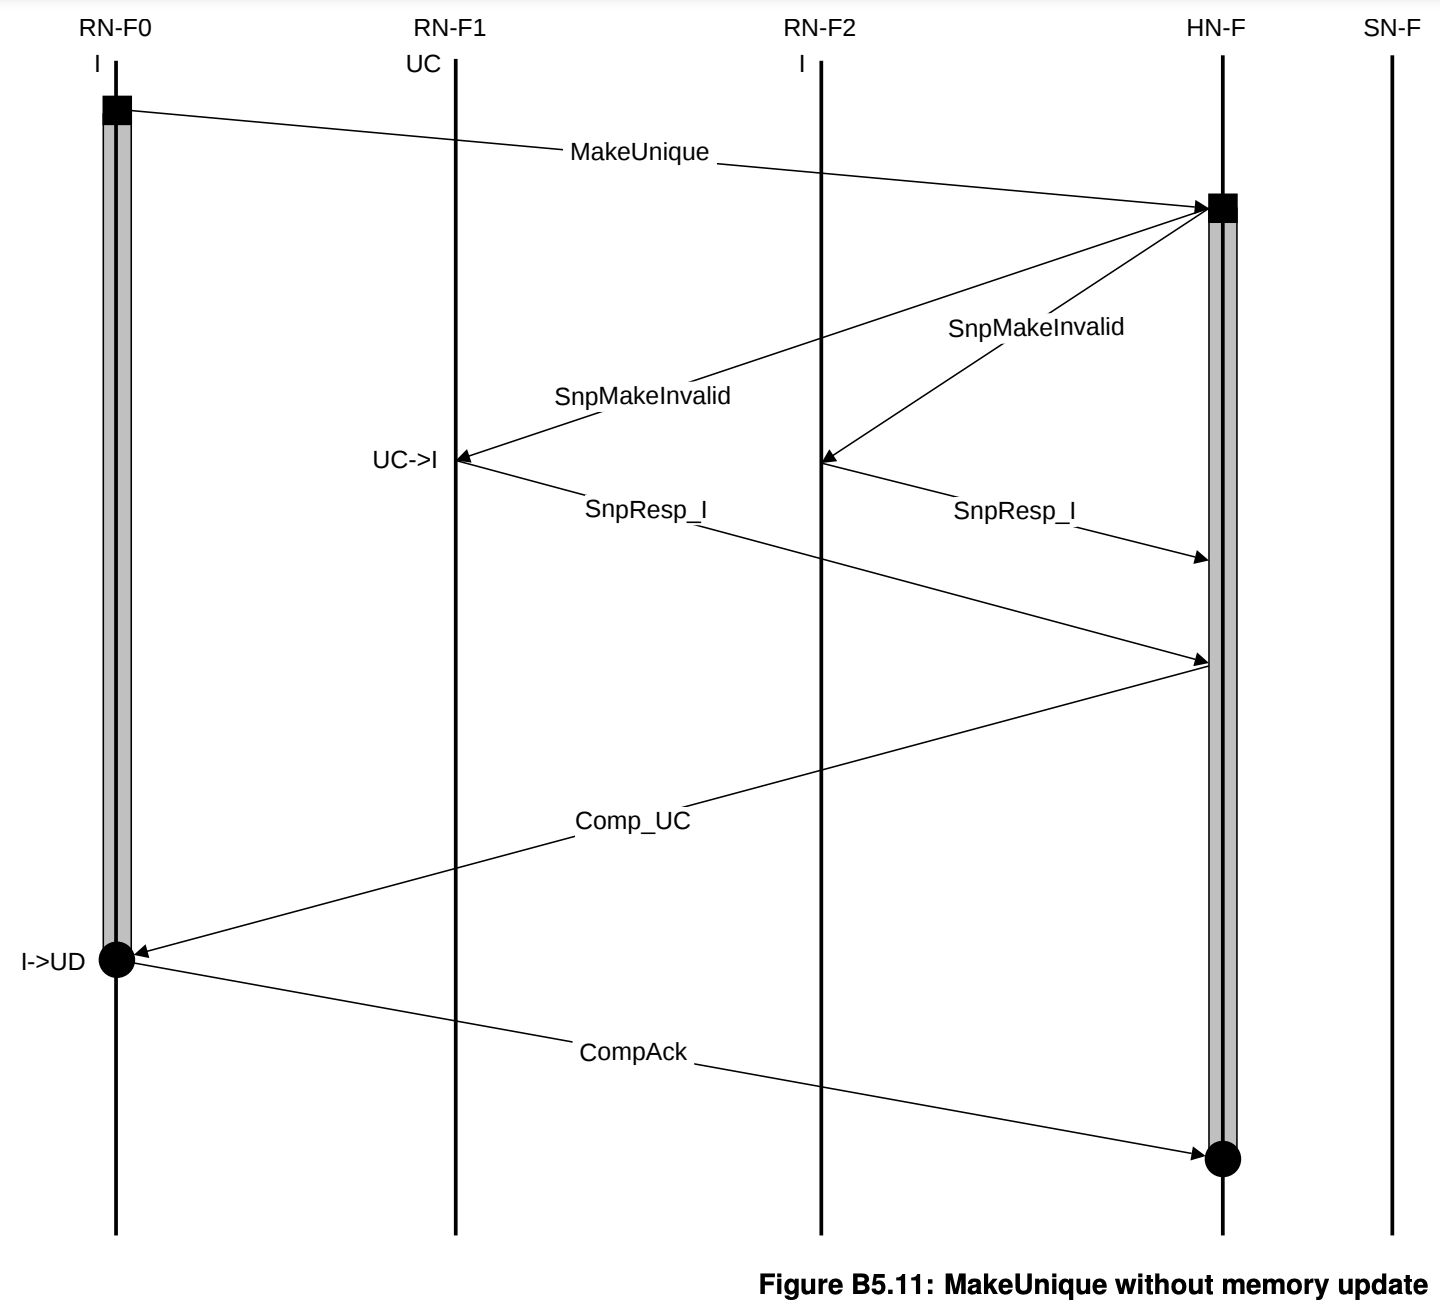 RN-F0 RN-F1 RN-F2 HN-F SN-F
I UC I
MakeUnique
SnpMakeInvalid
SnpMakeInvalid
UC->I
SnpResp_I SnpResp_I
Comp_UC
I->UD
CompAck
Figure B5.11: MakeUnique without memory update